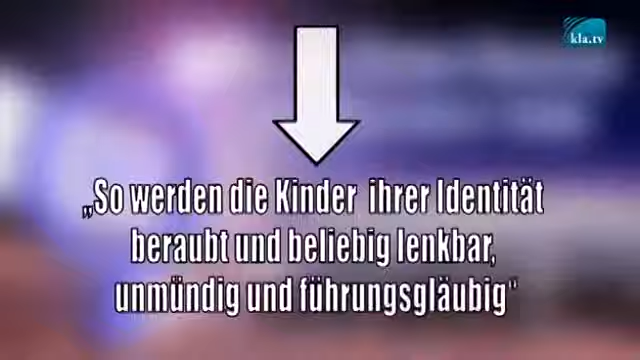 kla.tv
„So werden die Kinder ihrer Identität
beraubt und beliebig lenkbar,
unmündig und führungsgläubig“